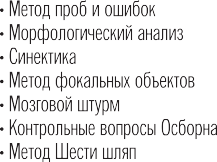 • Метод проб и ошибок
• Морфологический анализ
• Синектика
• Метод фокальных объектов
• Мозговой штурм
• Контрольные вопросы Осборна
• Метод Шести шляп